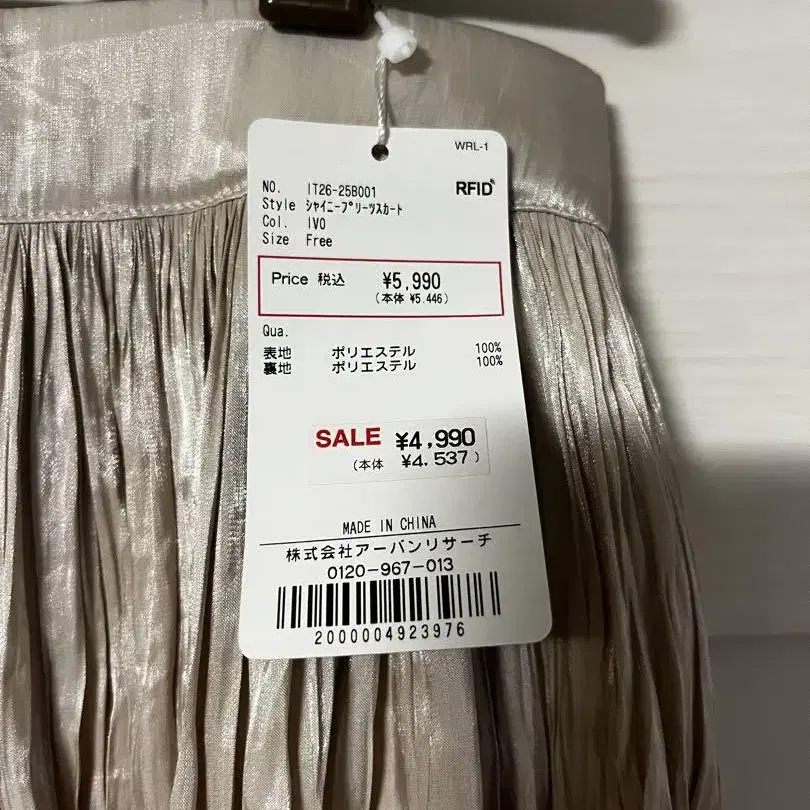 WRL-1
RFID
NO. IT26-25B001
Style シャイニープリーツスカート
Col. IVO
Size Free
Price 税込 ¥5,990
(本体 ¥5.446)
Qua.
表地 ポリエステル 100%
裏地 ポリエステル 100%
SALE ¥4,990
(本体 ¥4.537)
MADE IN CHINA
株式会社アーバンリサーチ
0120-967-013
2000004923976